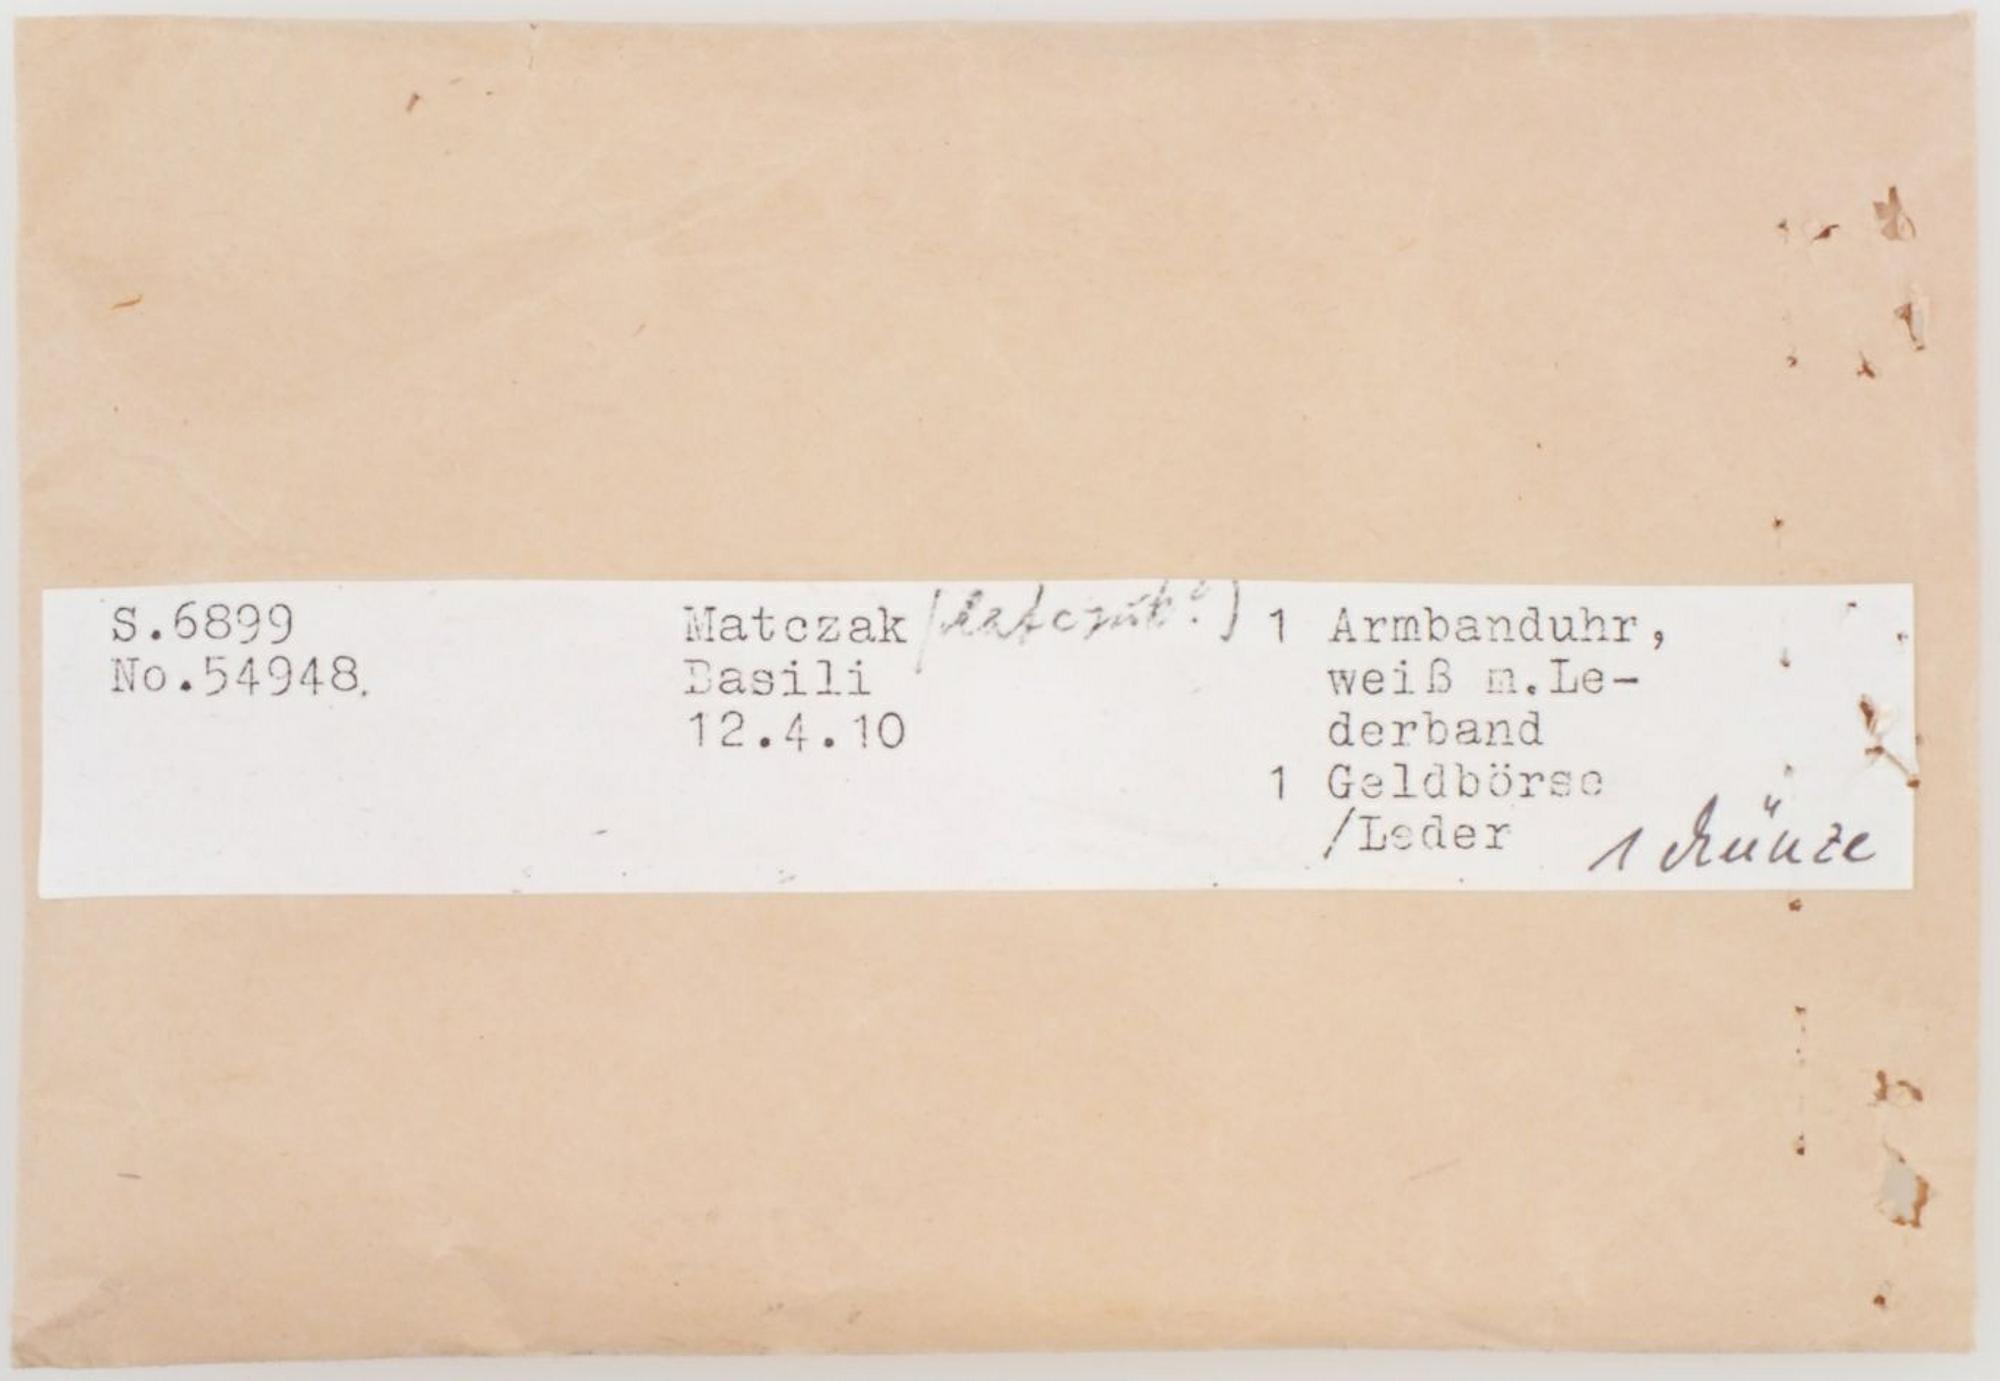 S.6899
No.54948.
Matczak
Basili
12.4.10
1 Armbanduhr,
weiß m.Le-
derband
1 Geldbörse
/Leder
1 Münze